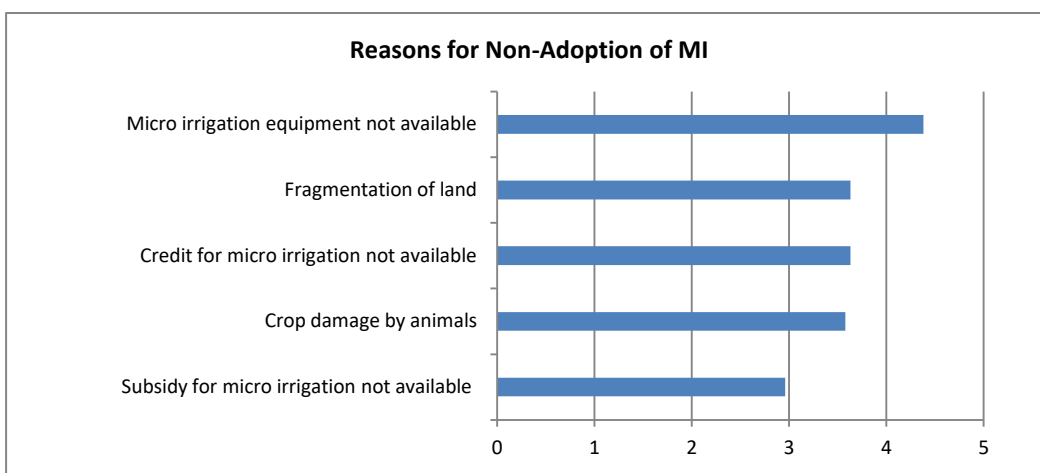 Reasons for Non-Adoption of MI
Micro irrigation equipment not available
Fragmentation of land
Credit for micro irrigation not available
Crop damage by animals
Subsidy for micro irrigation not available
0 1 2 3 4 5